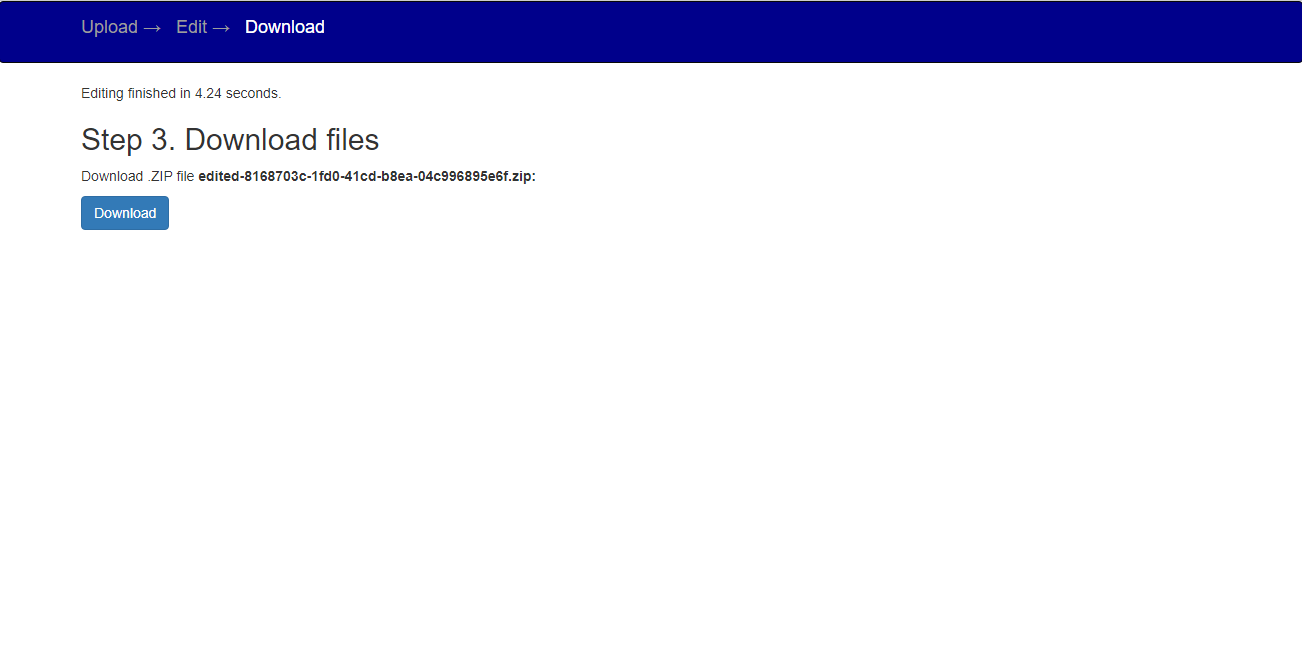 Upload → Edit → Download
Editing finished in 4.24 seconds.
Step 3. Download files
Download .ZIP file edited-8168703c-1fd0-41cd-b8ea-04c996895e6f.zip:
Download